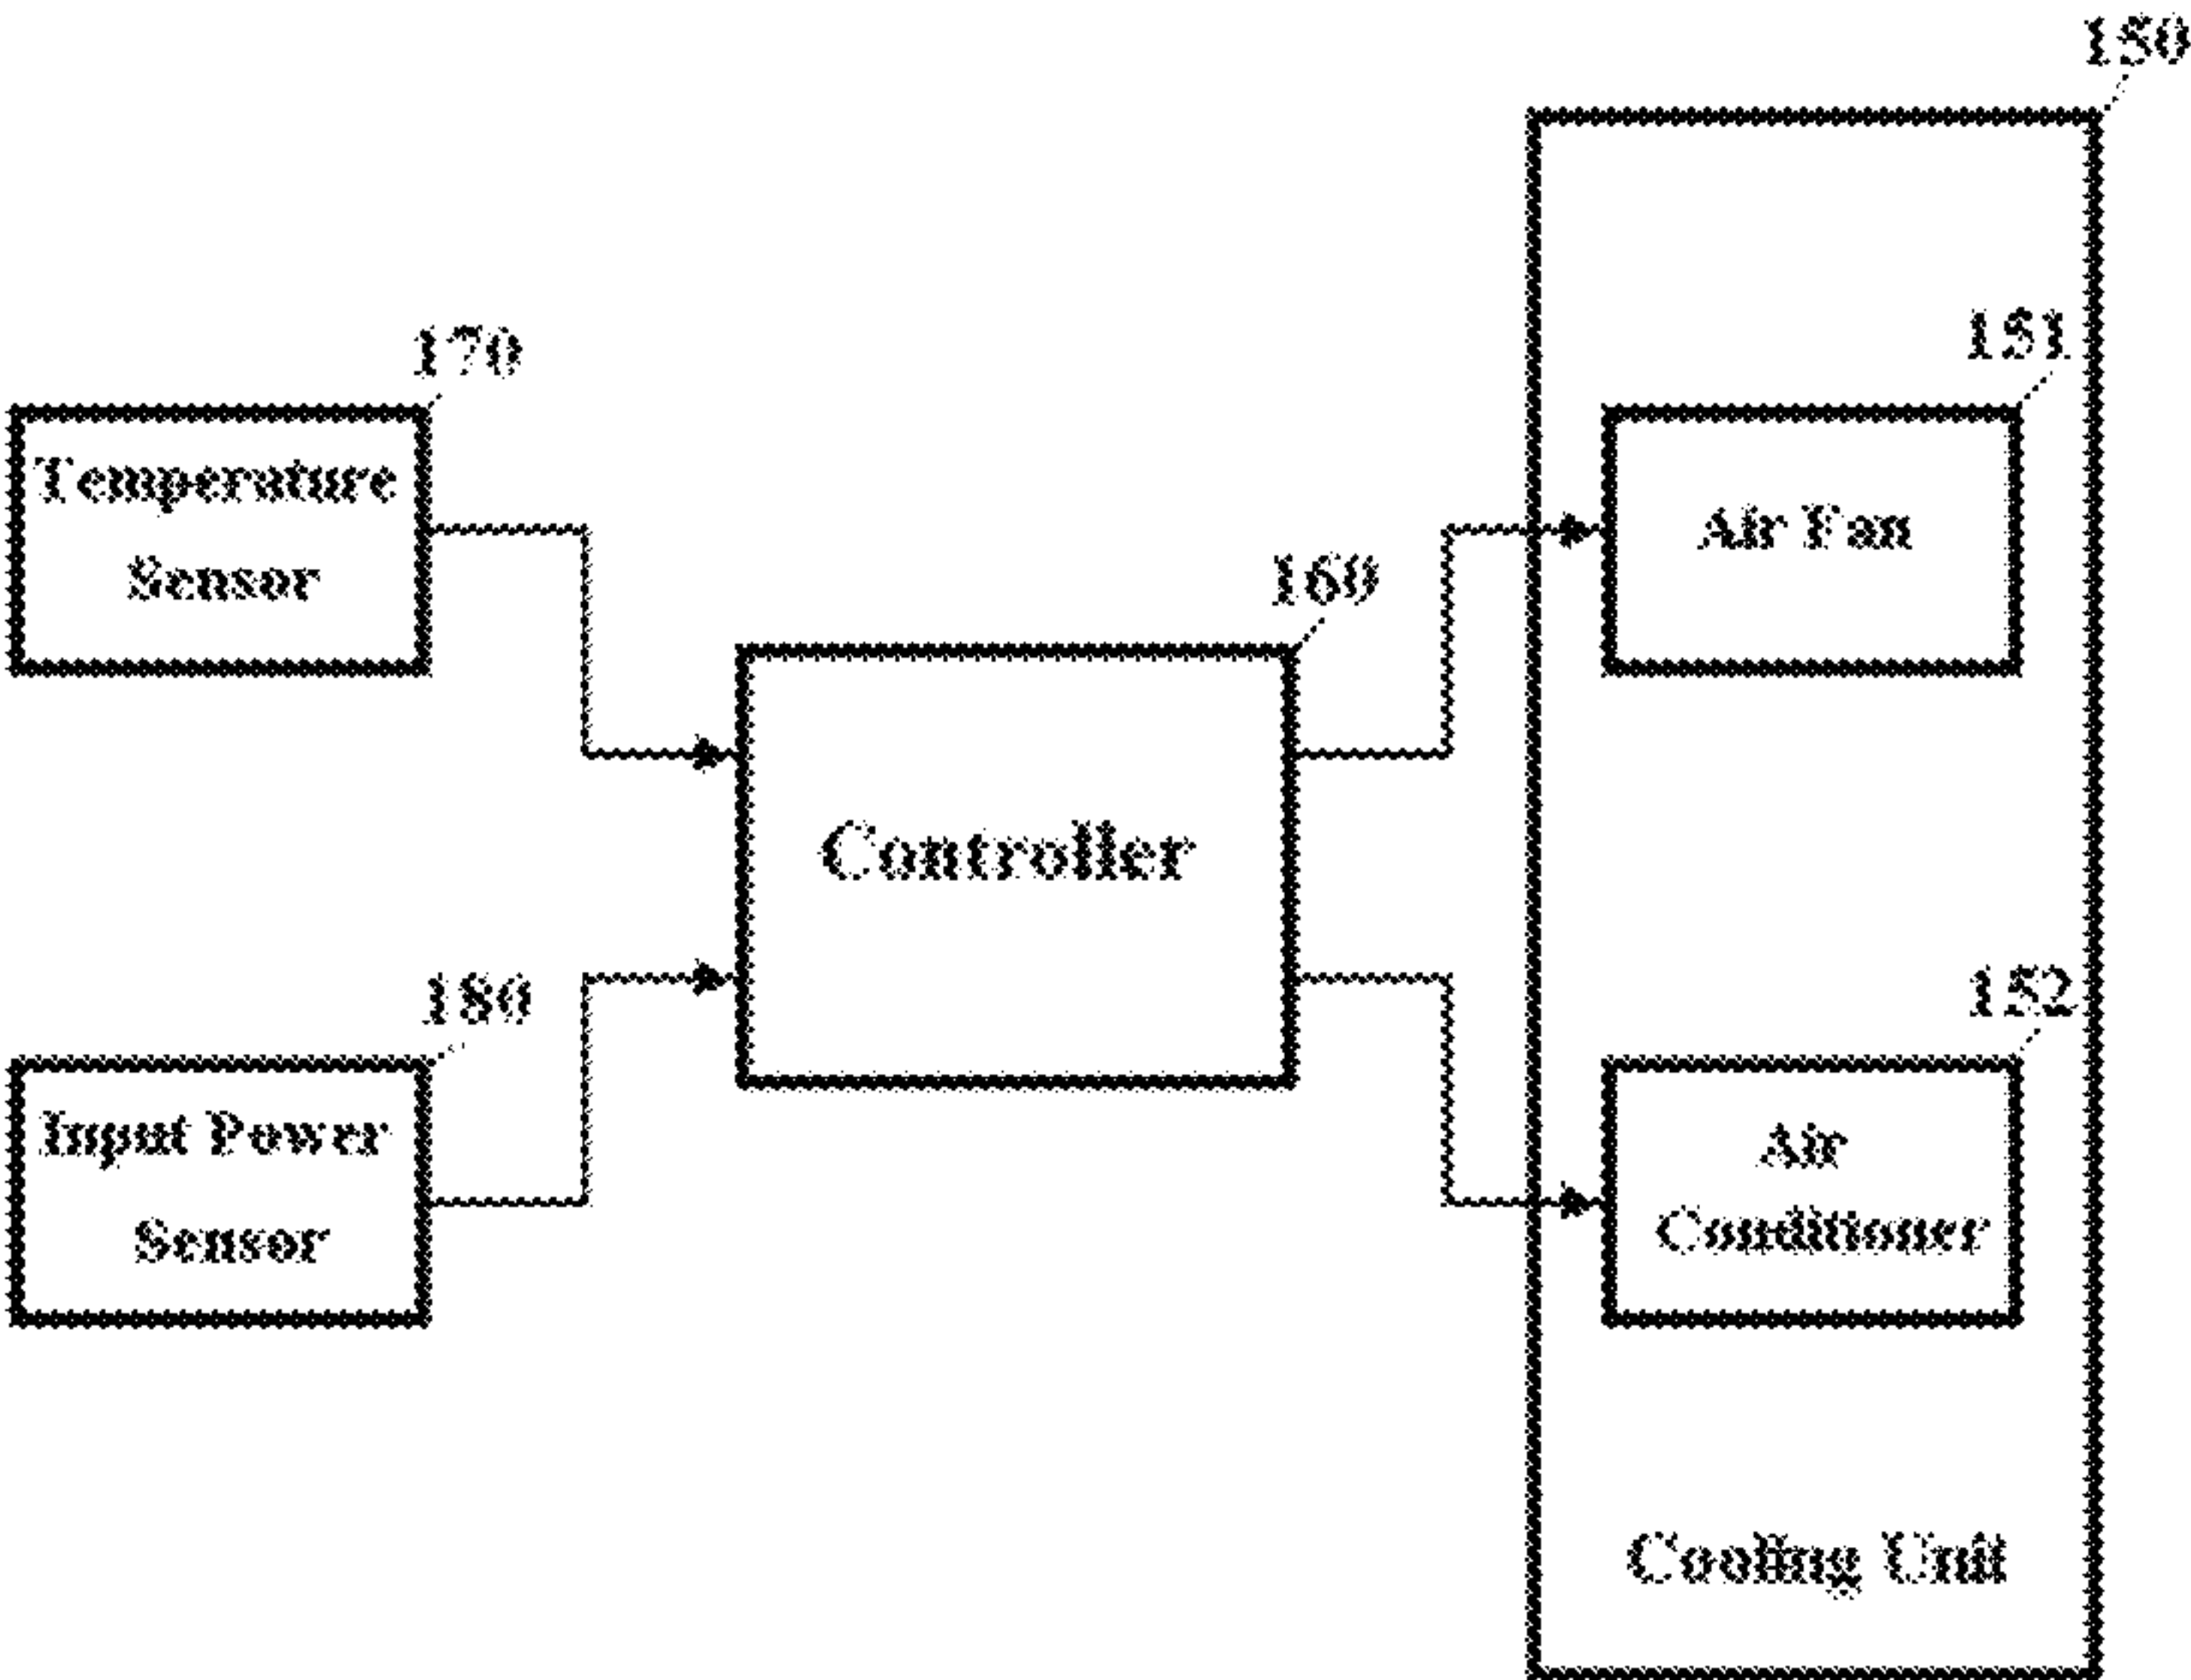 150
151
170
Temperature
Sensor
Air Fan
160
Controller
180
152
Input Power
Sensor
Air
Conditioner
Cooling Unit